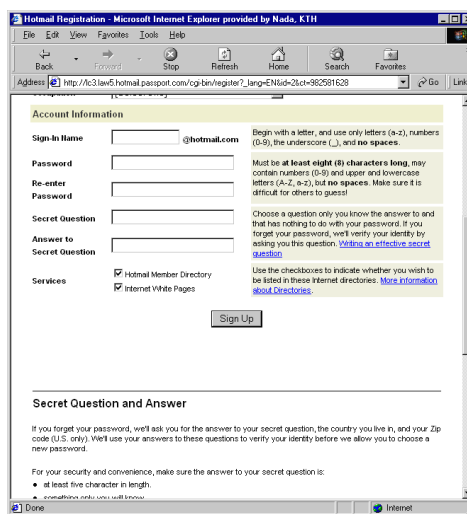 Hotmail Registration - Microsoft Internet Explorer provided by Nada, KTH
File Edit View Favorites Tools Help
Back Forward Stop Refresh Home Search Favorites
Address http://lc3.law5.hotmail.passport.com/cgi-bin/register?_lang=EN&id=2&ct=982581628 Go Link
Account Information
Sign-In Name @hotmail.com Begin with a letter, and use only letters (a-z), numbers
(0-9), the underscore (_), and no spaces.
Password Must be at least eight (8) characters long, may
contain numbers (0-9) and upper and lowercase
Re-enter letters (A-Z, a-z), but no spaces. Make sure it is
Password difficult for others to guess!
Secret Question Choose a question only you know the answer to and
that has nothing to do with your password. If you
Answer to forget your password, we'll verify your identity by
Secret Question asking you this question. Writing an effective secret
question
Services Hotmail Member Directory Use the checkboxes to indicate whether you wish to
be listed in these Internet directories. More information
Internet White Pages about Directories.
Sign Up
Secret Question and Answer
If you forget your password, we'll ask you for the answer to your secret question, the country you live in, and your Zip
code (U.S. only). We'll use your answers to these questions to verify your identity before we allow you to choose a
new password.
For your security and convenience, make sure the answer to your secret question is:
• at least five character in length.
• something only you will know
Done Internet